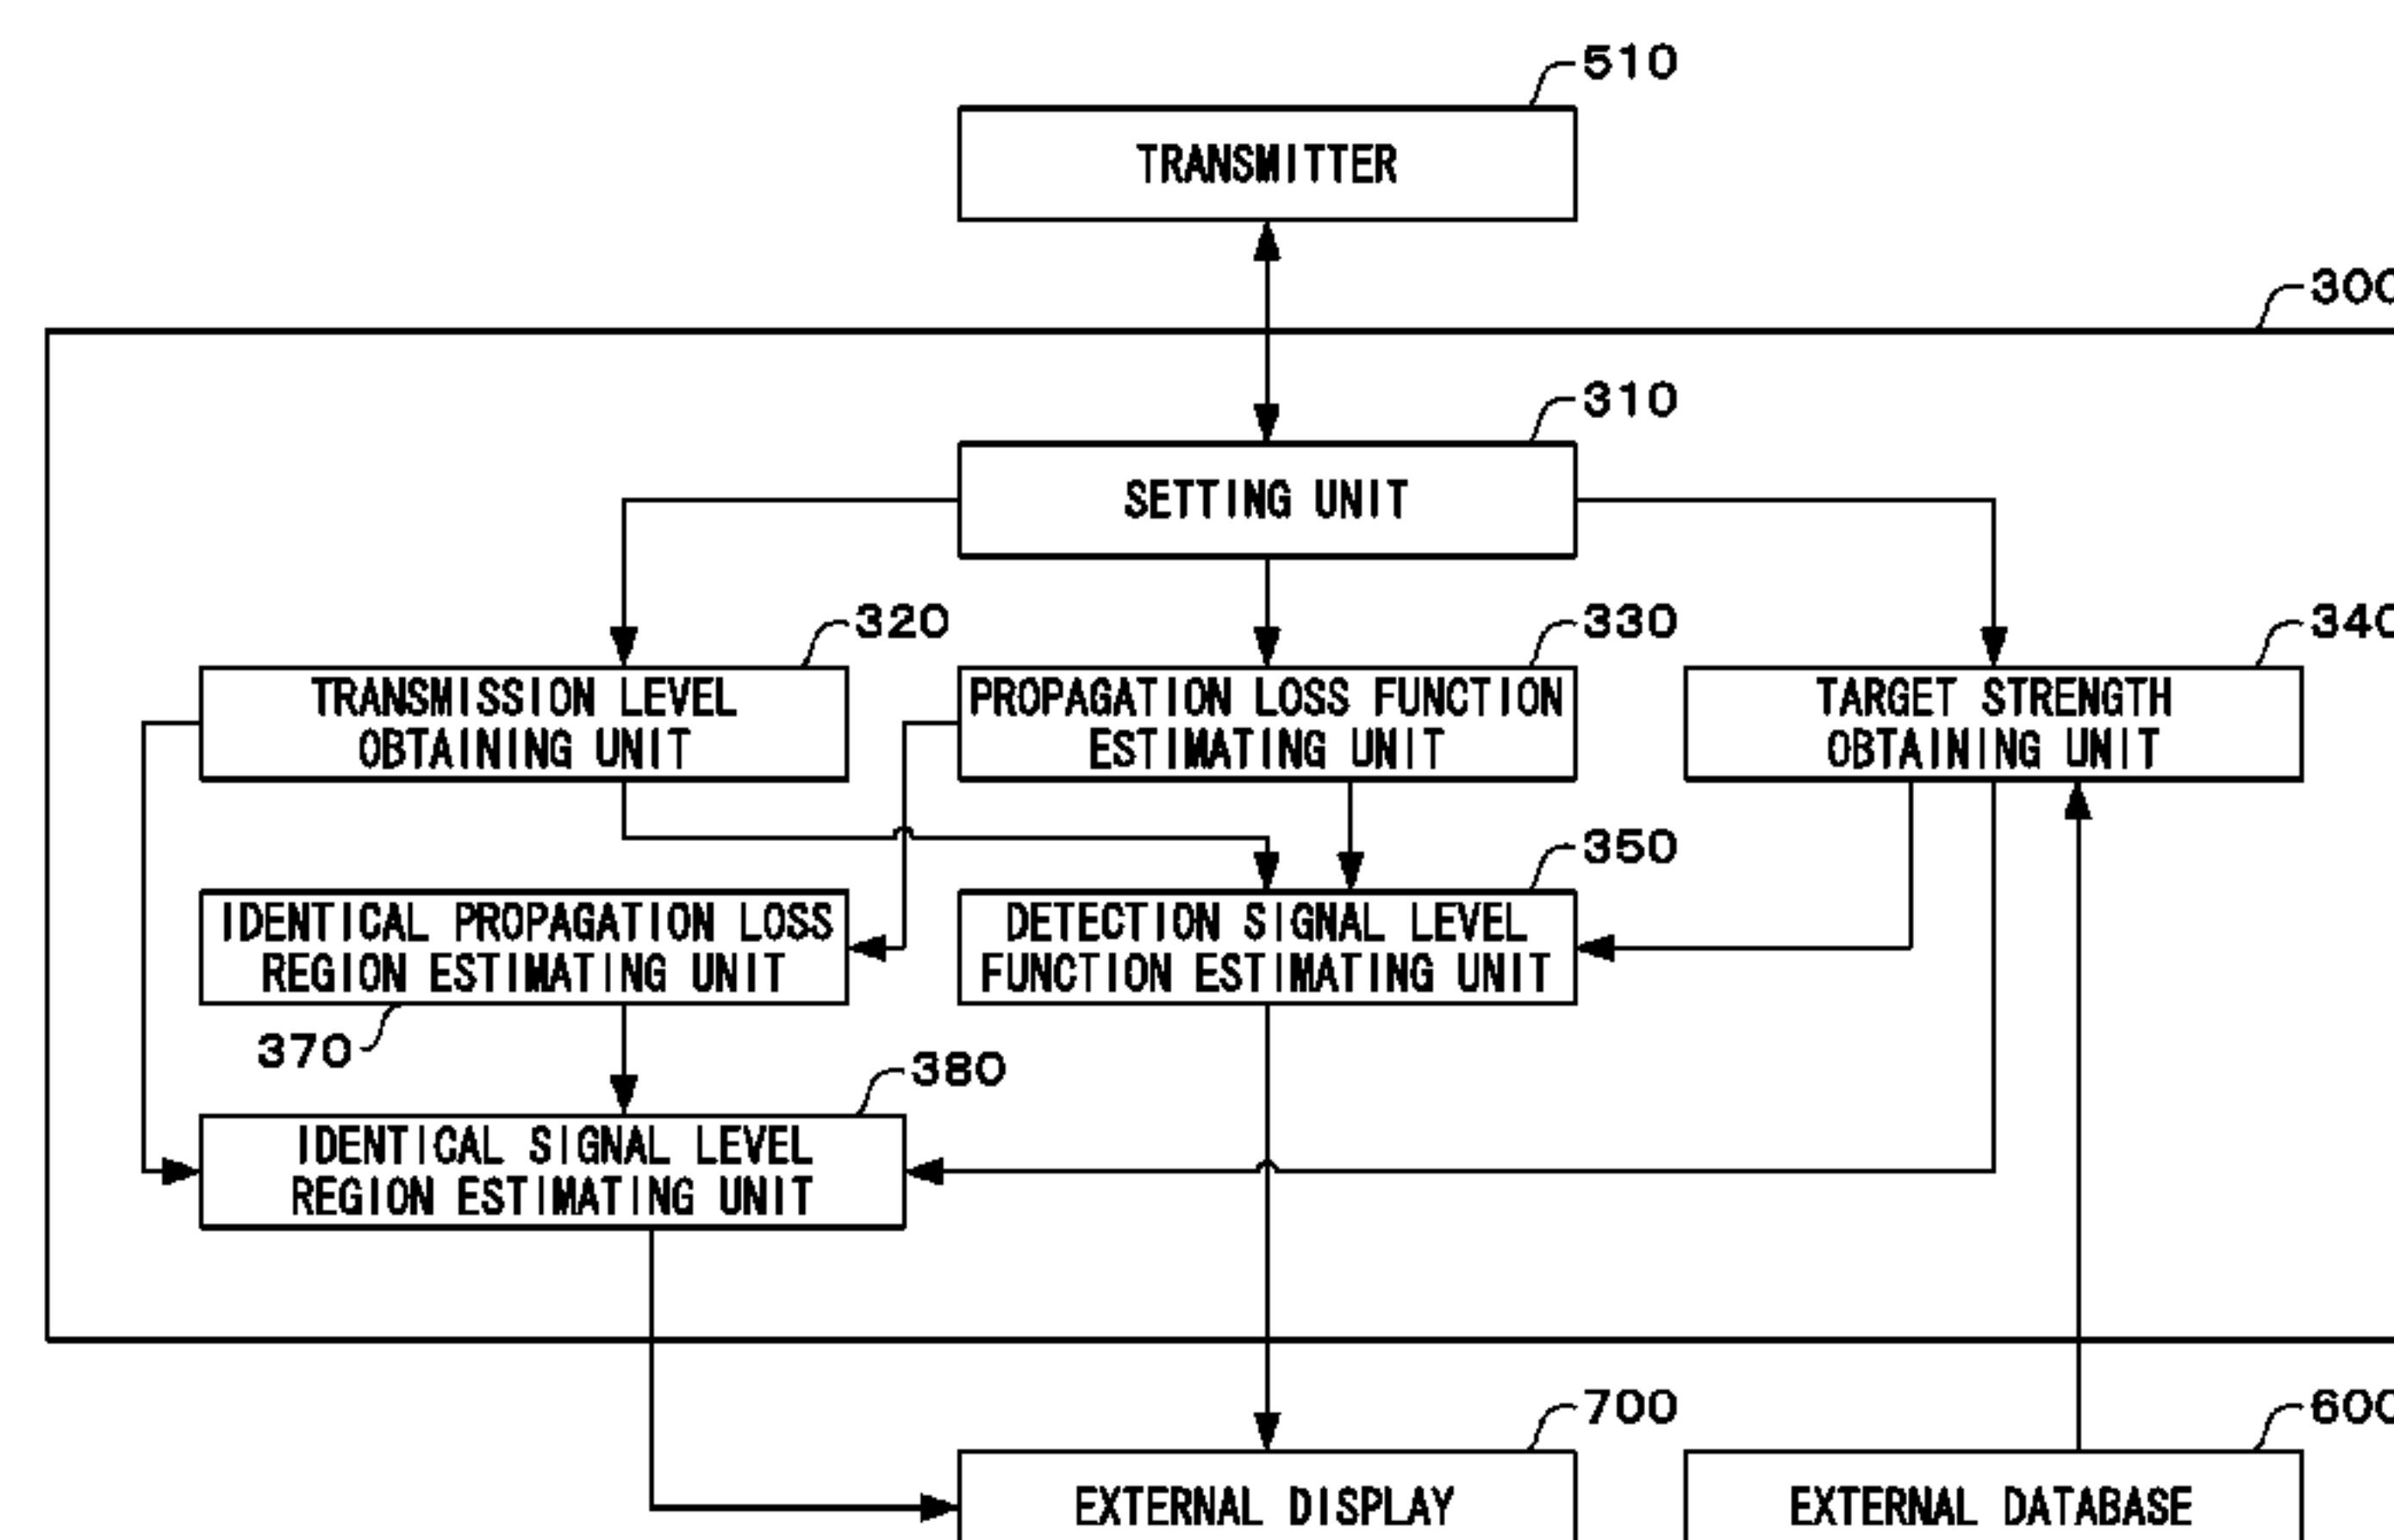 510
TRANSMITTER
300
310
SETTING UNIT
320
330
340
TRANSMISSION LEVEL
OBTAINING UNIT
PROPAGATION LOSS FUNCTION
ESTIMATING UNIT
TARGET STRENGTH
OBTAINING UNIT
350
IDENTICAL PROPAGATION LOSS
REGION ESTIMATING UNIT
DETECTION SIGNAL LEVEL
FUNCTION ESTIMATING UNIT
370
380
IDENTICAL SIGNAL LEVEL
REGION ESTIMATING UNIT
700
600
EXTERNAL DISPLAY
EXTERNAL DATABASE